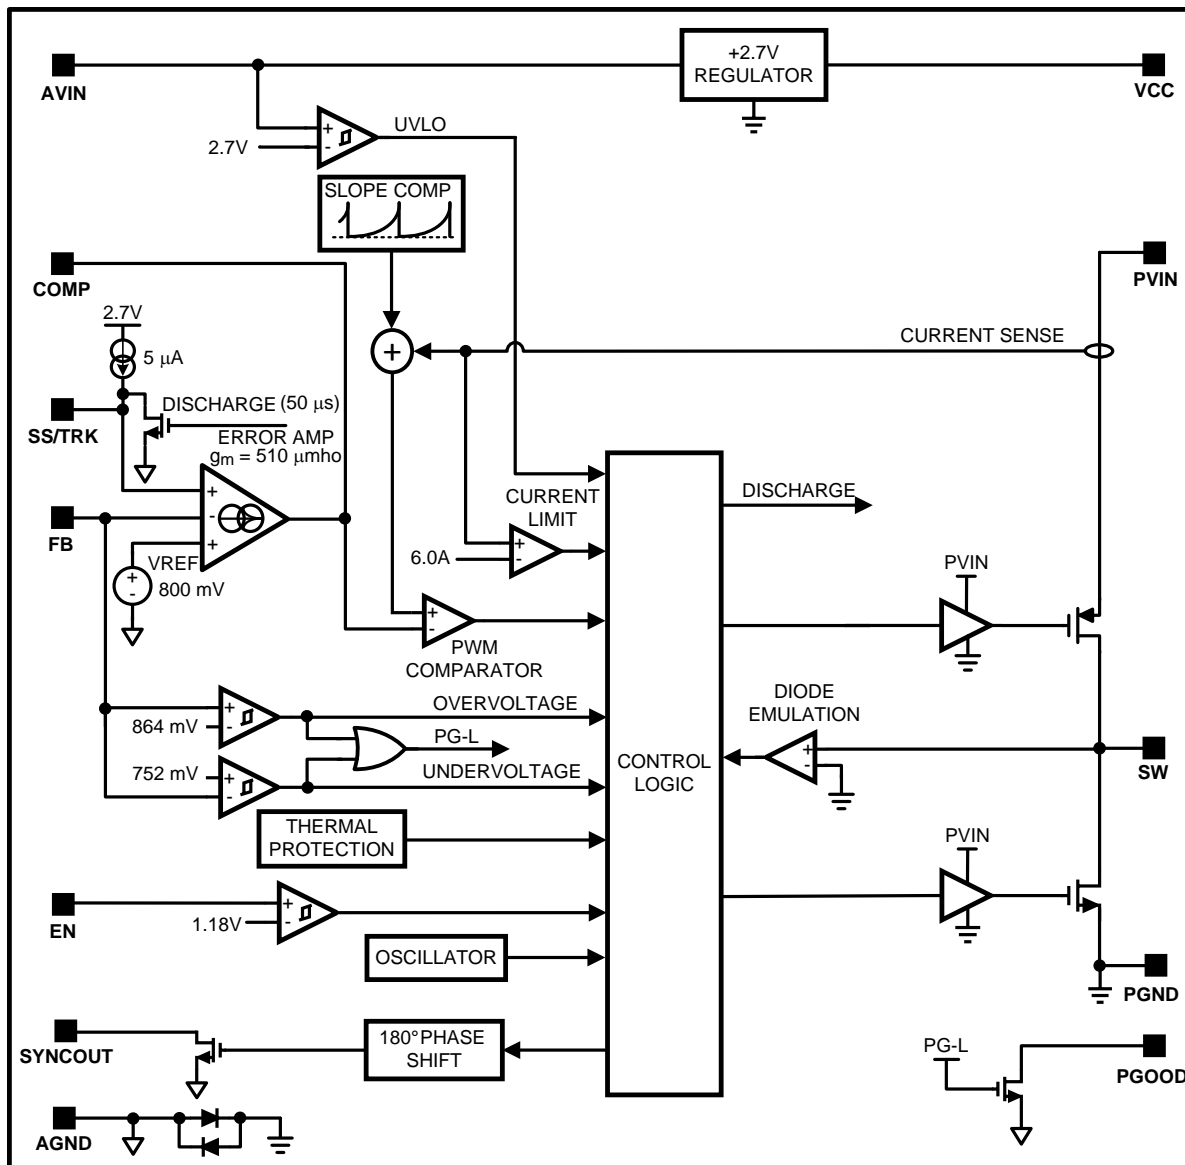 +2.7V
REGULATOR
AVIN
VCC
+
-
2.7V
UVLO
SLOPE COMP
COMP
PVIN
2.7V
5 μA
+
CURRENT SENSE
DISCHARGE (50 μs)
SS/TRK
ERROR AMP
gm = 510 μmho
+
-
+
FB
VREF
800 mV
+
-
CURRENT
LIMIT
+
-
6.0A
DISCHARGE
PVIN
+
-
PWM
COMPARATOR
OVERVOLTAGE
+
-
864 mV
PG-L
752 mV
+
-
UNDERVOLTAGE
CONTROL
LOGIC
DIODE
EMULATION
+
-
SW
THERMAL
PROTECTION
PVIN
EN
+
-
1.18V
OSCILLATOR
PGND
SYNCOUT
180° PHASE
SHIFT
PG-L
PGOOD
AGND